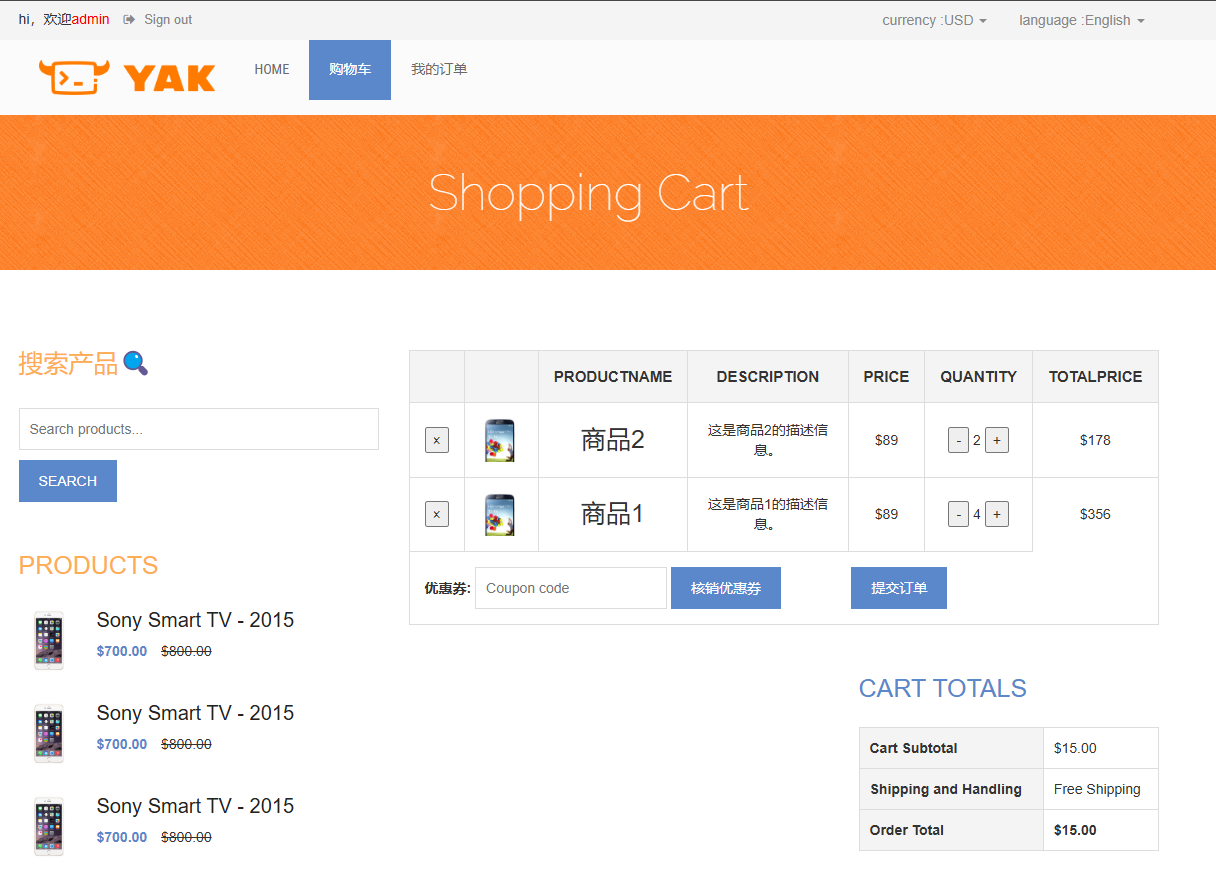 hi，欢迎admin Sign out currency :USD language :English
YAK HOME 购物车 我的订单
Shopping Cart
搜索产品
Search products...
SEARCH
PRODUCTS
Sony Smart TV - 2015
$700.00 $800.00
Sony Smart TV - 2015
$700.00 $800.00
Sony Smart TV - 2015
$700.00 $800.00
PRODUCTNAME DESCRIPTION PRICE QUANTITY TOTALPRICE
x 商品2 这是商品2的描述信 $89 - 2 + $178
息。
x 商品1 这是商品1的描述信 $89 - 4 + $356
息。
优惠券: Coupon code 核销优惠券 提交订单
CART TOTALS
Cart Subtotal $15.00
Shipping and Handling Free Shipping
Order Total $15.00